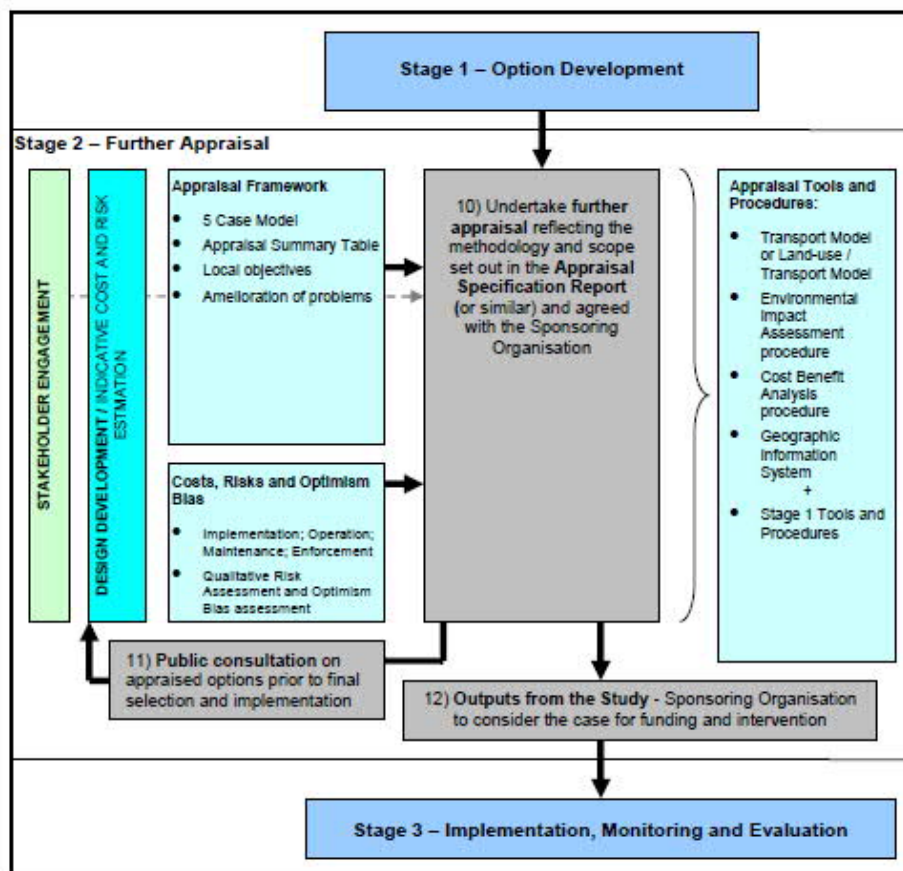 Stage 1 – Option Development
Stage 2 – Further Appraisal
STAKEHOLDER ENGAGEMENT
DESIGN DEVELOPMENT / INDICATIVE COST AND RISK
ESTMATION
Appraisal Framework
• 5 Case Model
• Appraisal Summary Table
• Local objectives
• Amelioration of problems
Costs, Risks and Optimism
Bias
• Implementation; Operation;
Maintenance; Enforcement
• Qualitative Risk
Assessment and Optimism
Bias assessment
10) Undertake further
appraisal reflecting the
methodology and scope
set out in the Appraisal
Specification Report
(or similar) and agreed
with the Sponsoring
Organisation
Appraisal Tools and
Procedures:
• Transport Model
or Land-use /
Transport Model
• Environmental
Impact
Assessment
procedure
• Cost Benefit
Analysis
procedure
• Geographic
Information
System
+
• Stage 1 Tools and
Procedures
11) Public consultation on
appraised options prior to final
selection and implementation
12) Outputs from the Study - Sponsoring Organisation
to consider the case for funding and intervention
Stage 3 – Implementation, Monitoring and Evaluation